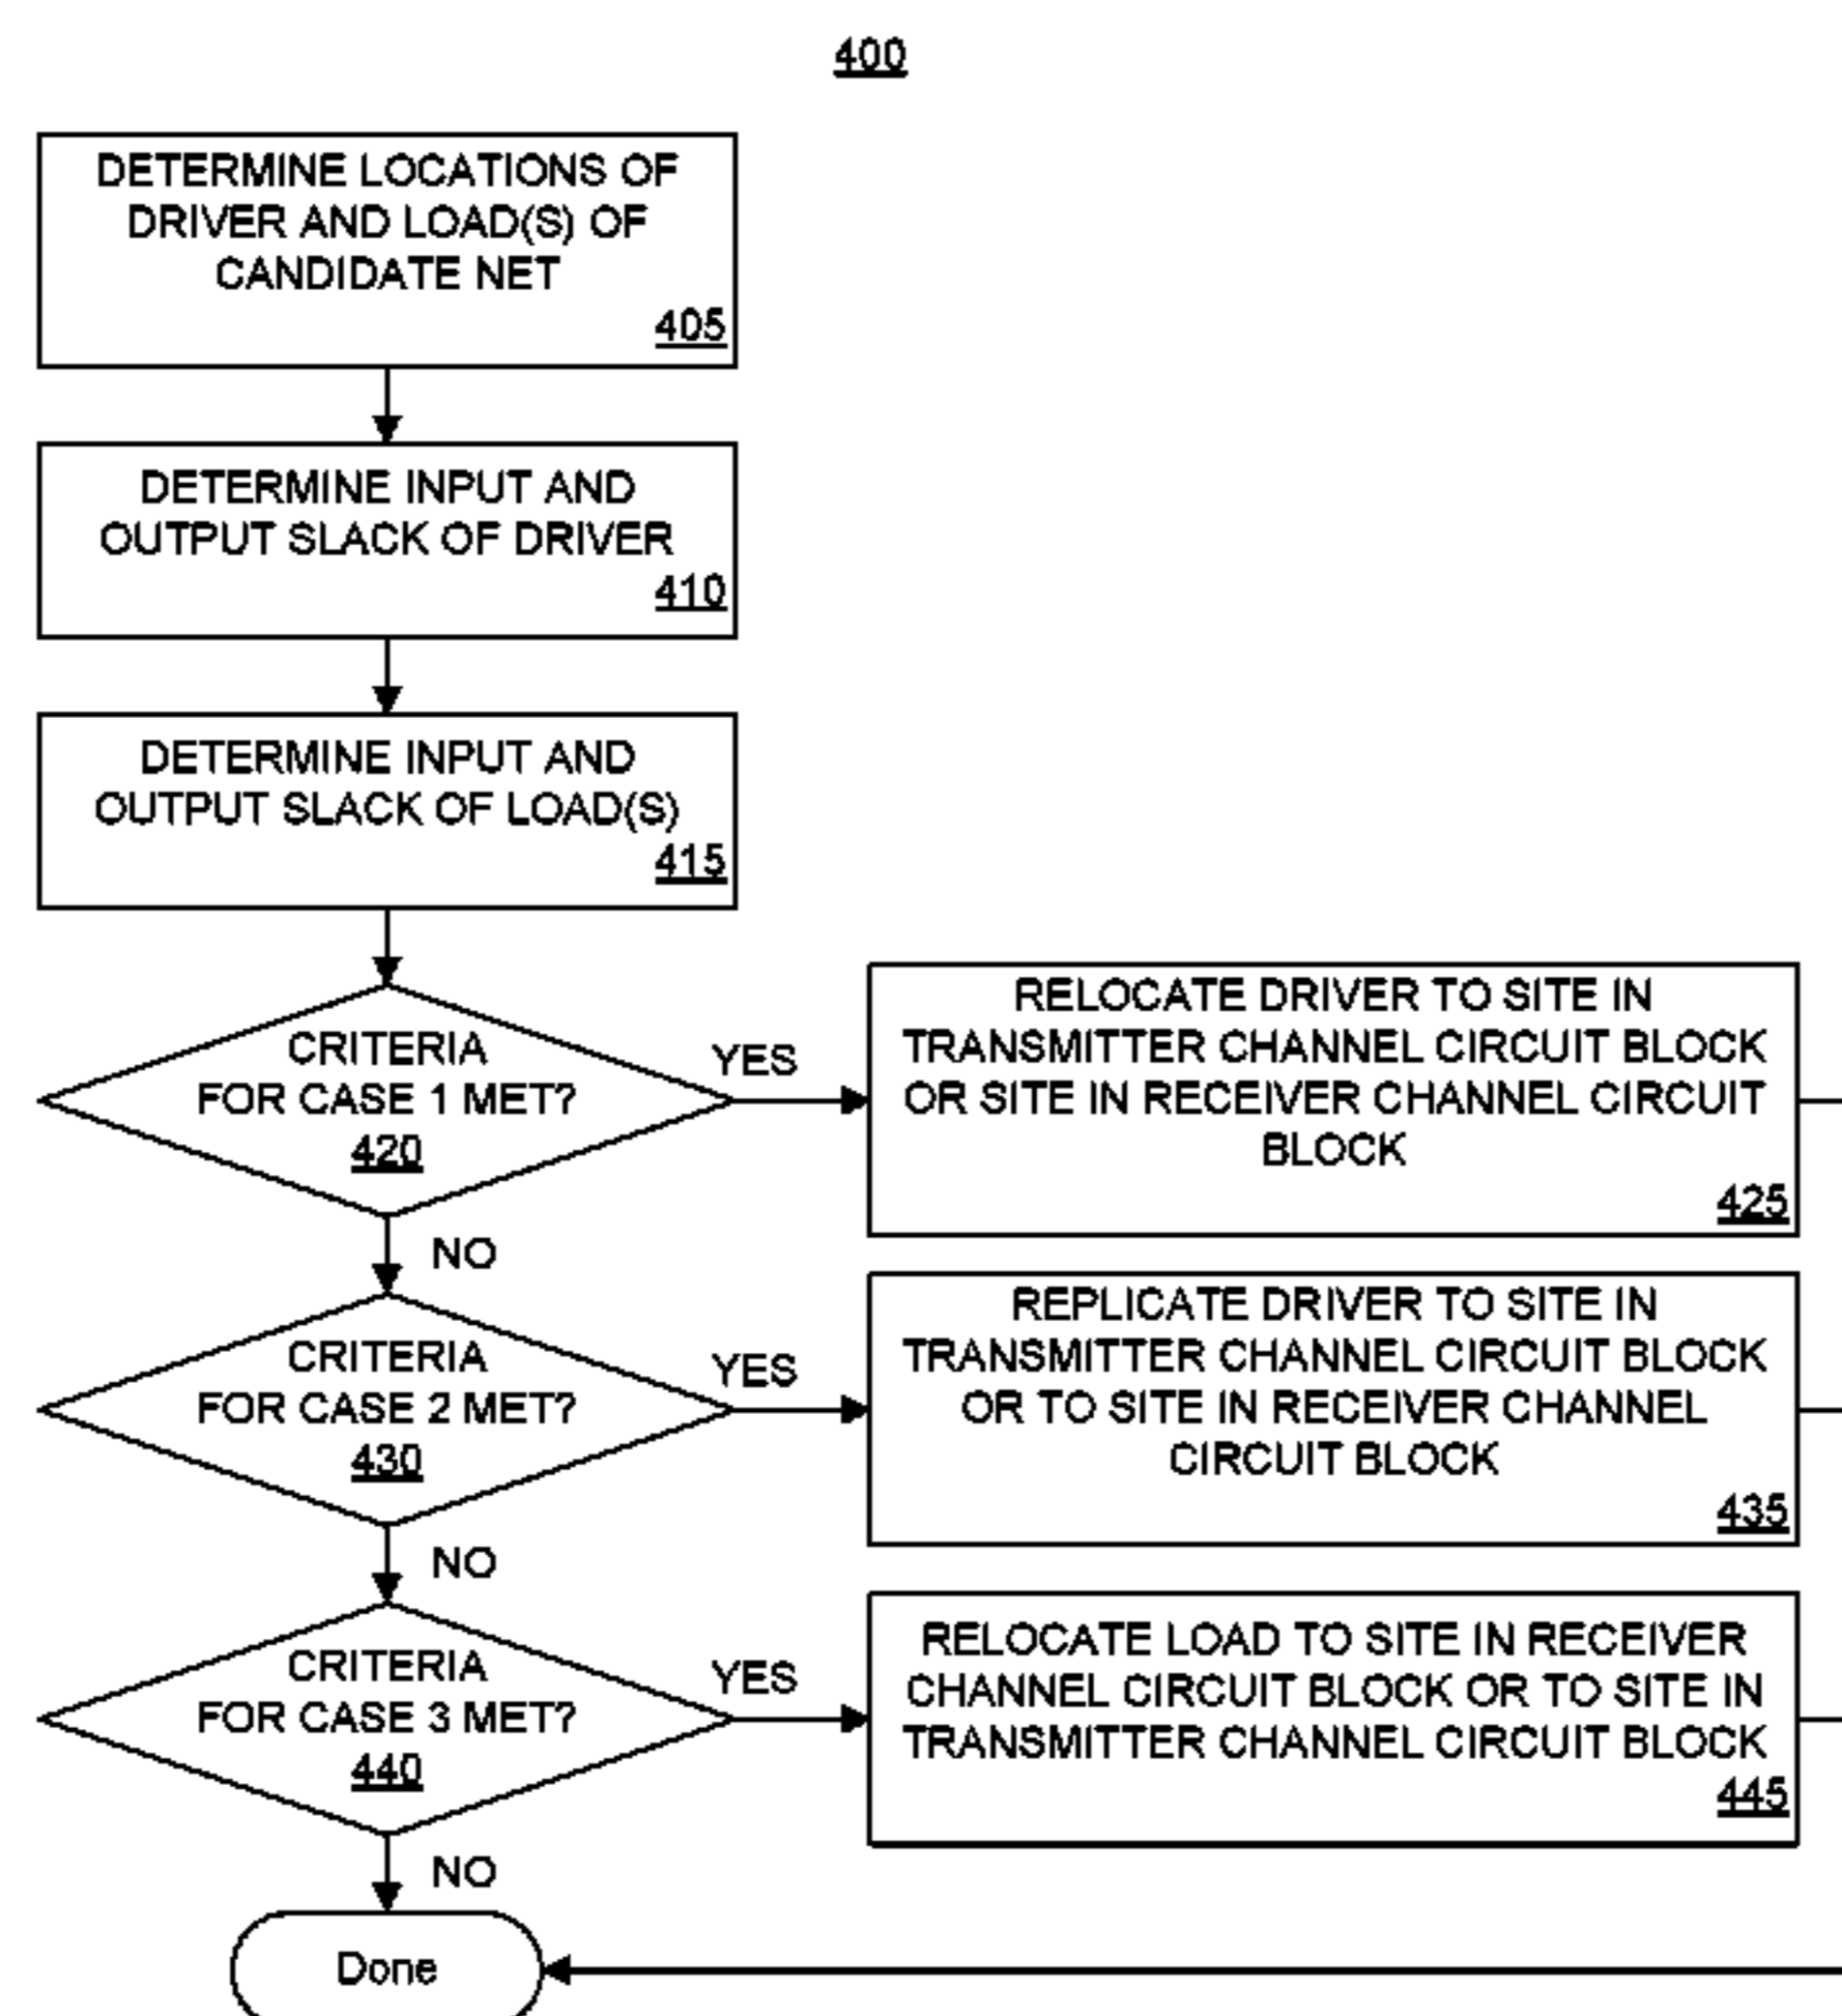 400
DETERMINE LOCATIONS OF
DRIVER AND LOAD(S) OF
CANDIDATE NET
405
DETERMINE INPUT AND
OUTPUT SLACK OF DRIVER
410
DETERMINE INPUT AND
OUTPUT SLACK OF LOAD(S)
415
CRITERIA
FOR CASE 1 MET?
420
YES
RELOCATE DRIVER TO SITE IN
TRANSMITTER CHANNEL CIRCUIT BLOCK
OR SITE IN RECEIVER CHANNEL CIRCUIT
BLOCK
425
NO
CRITERIA
FOR CASE 2 MET?
430
YES
REPLICATE DRIVER TO SITE IN
TRANSMITTER CHANNEL CIRCUIT BLOCK
OR TO SITE IN RECEIVER CHANNEL
CIRCUIT BLOCK
435
NO
CRITERIA
FOR CASE 3 MET?
440
YES
RELOCATE LOAD TO SITE IN RECEIVER
CHANNEL CIRCUIT BLOCK OR TO SITE IN
TRANSMITTER CHANNEL CIRCUIT BLOCK
445
NO
Done